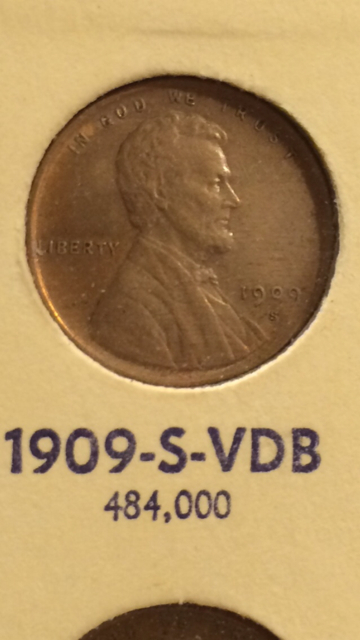 IN GOD WE TRUST
LIBERTY
1909
S
1909-S-VDB
484,000